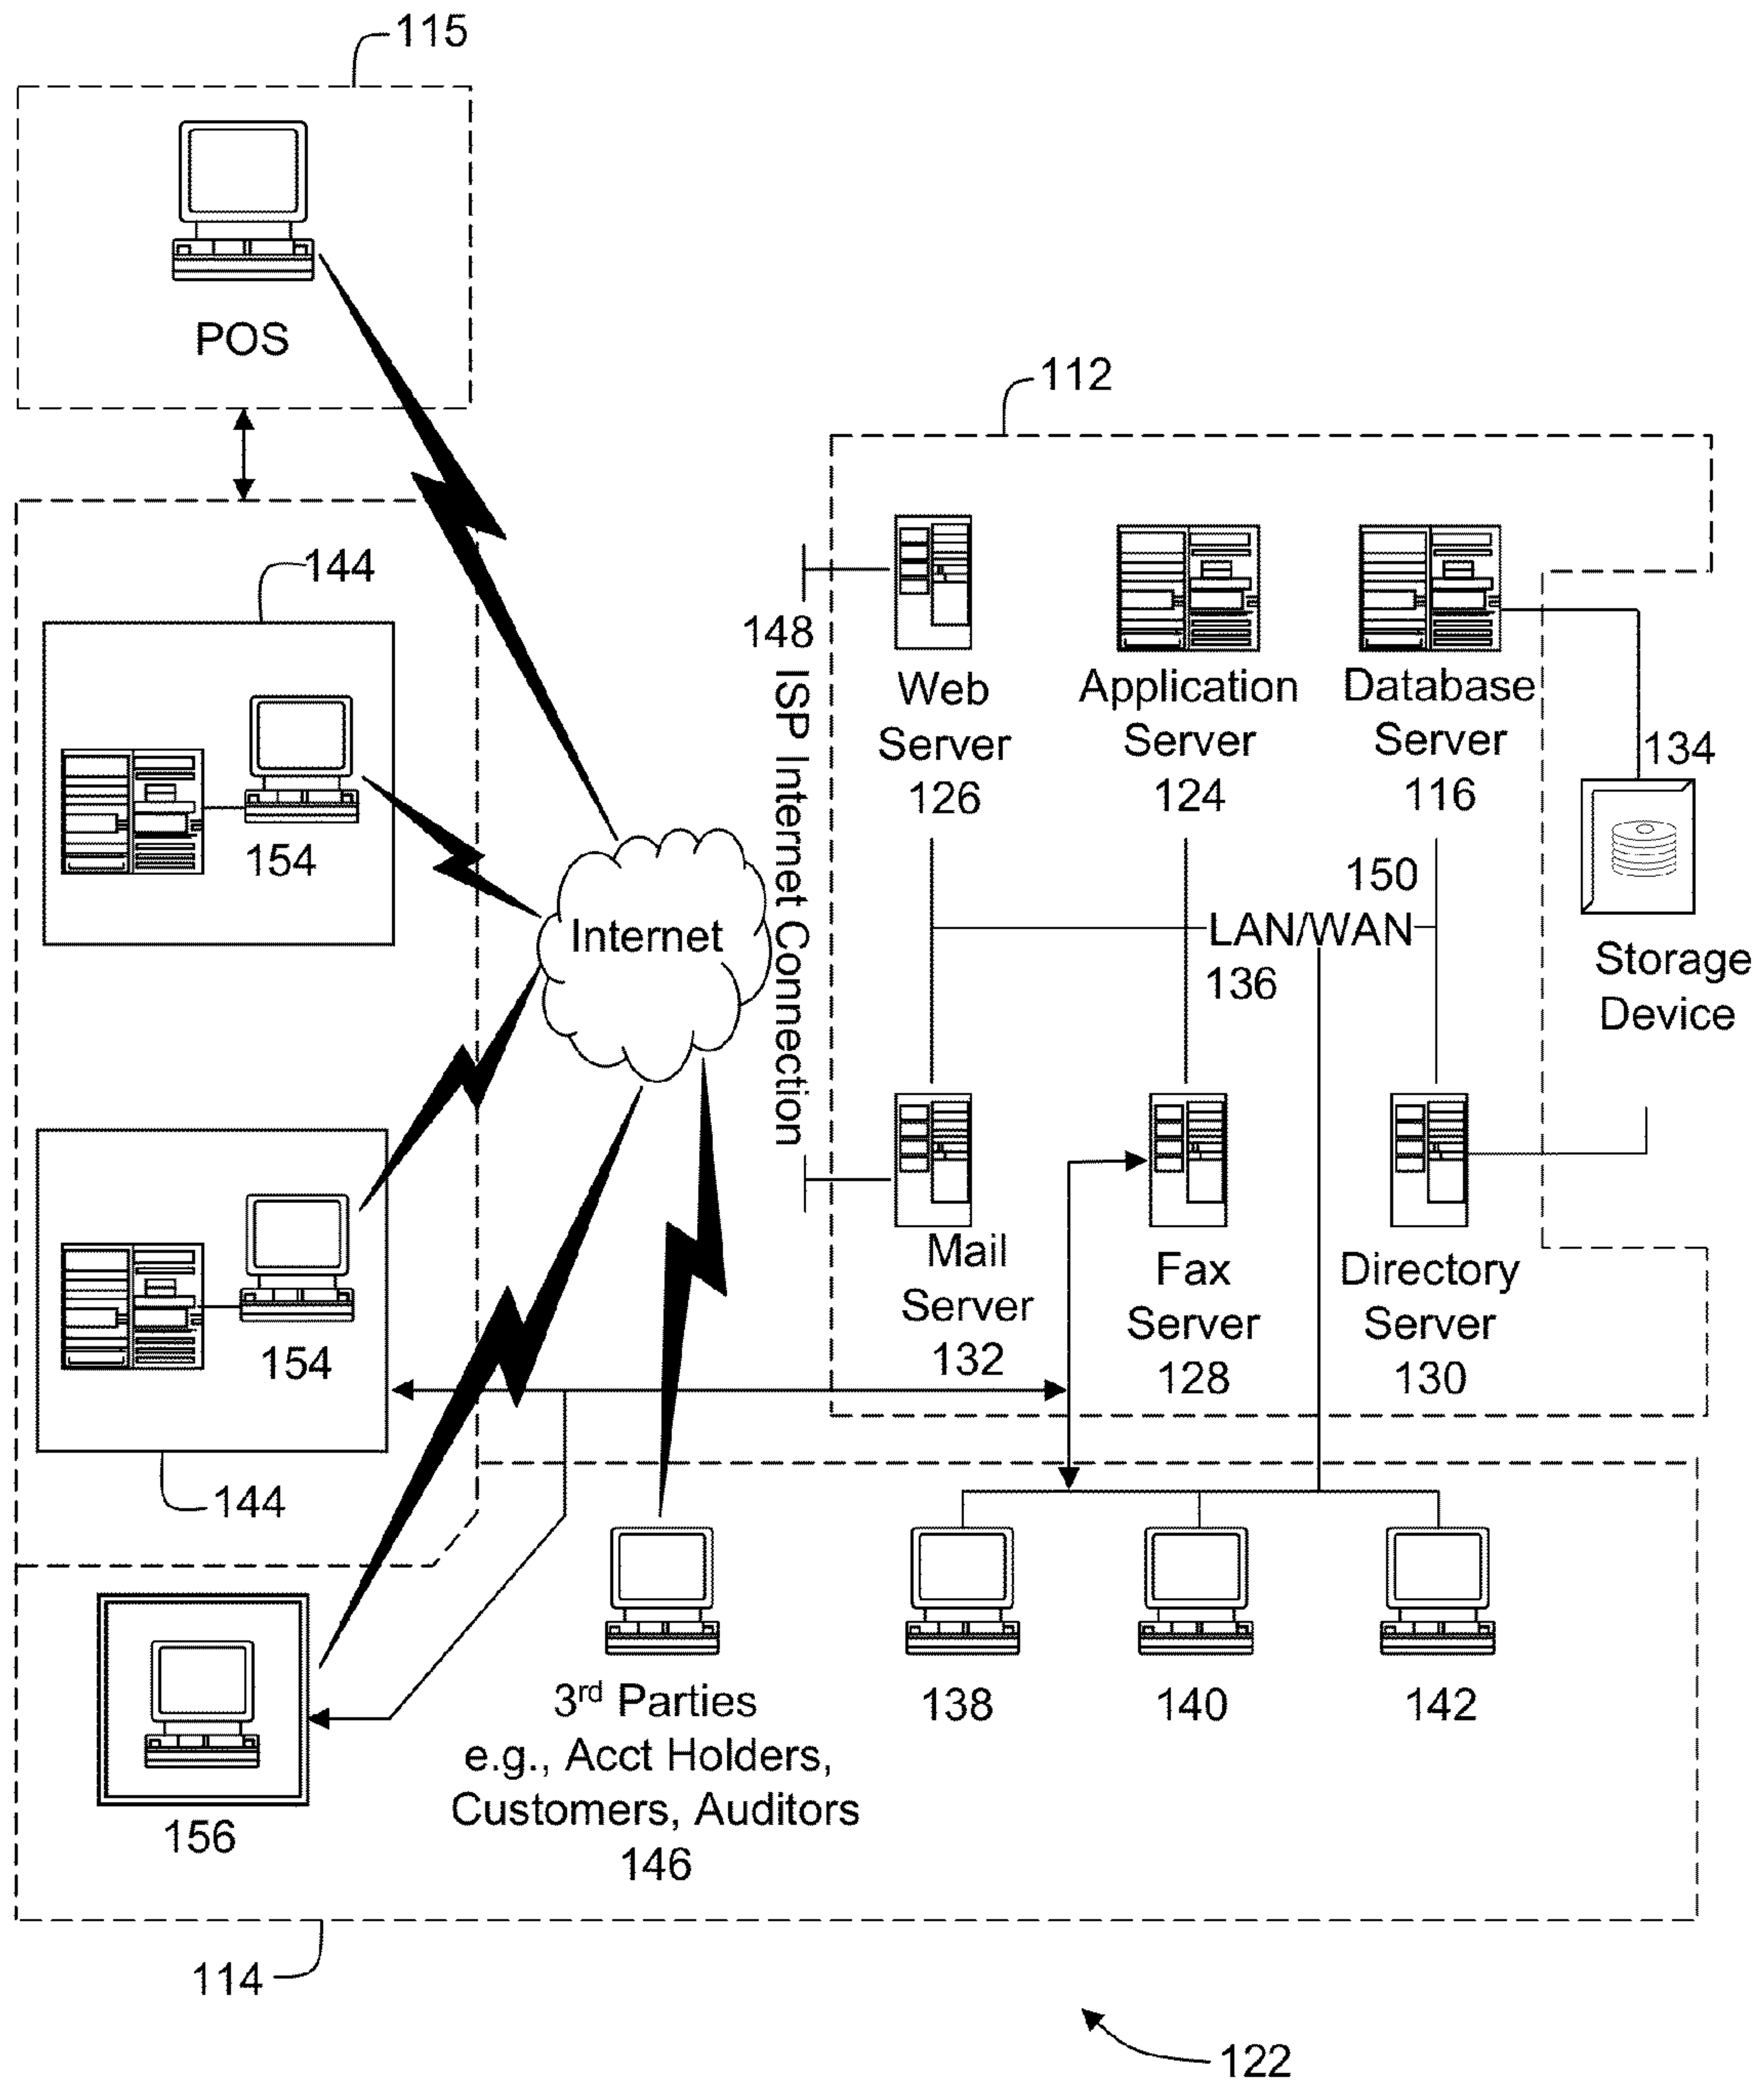 115
POS
112
144
148
ISP Internet Connection
Web
Server
126
Application
Server
124
Database
Server
116
134
Storage
Device
154
Internet
150
LAN/WAN
136
154
144
Mail
Server
132
Fax
Server
128
Directory
Server
130
156
3rd Parties
e.g., Acct Holders,
Customers, Auditors
146
138
140
142
114
122